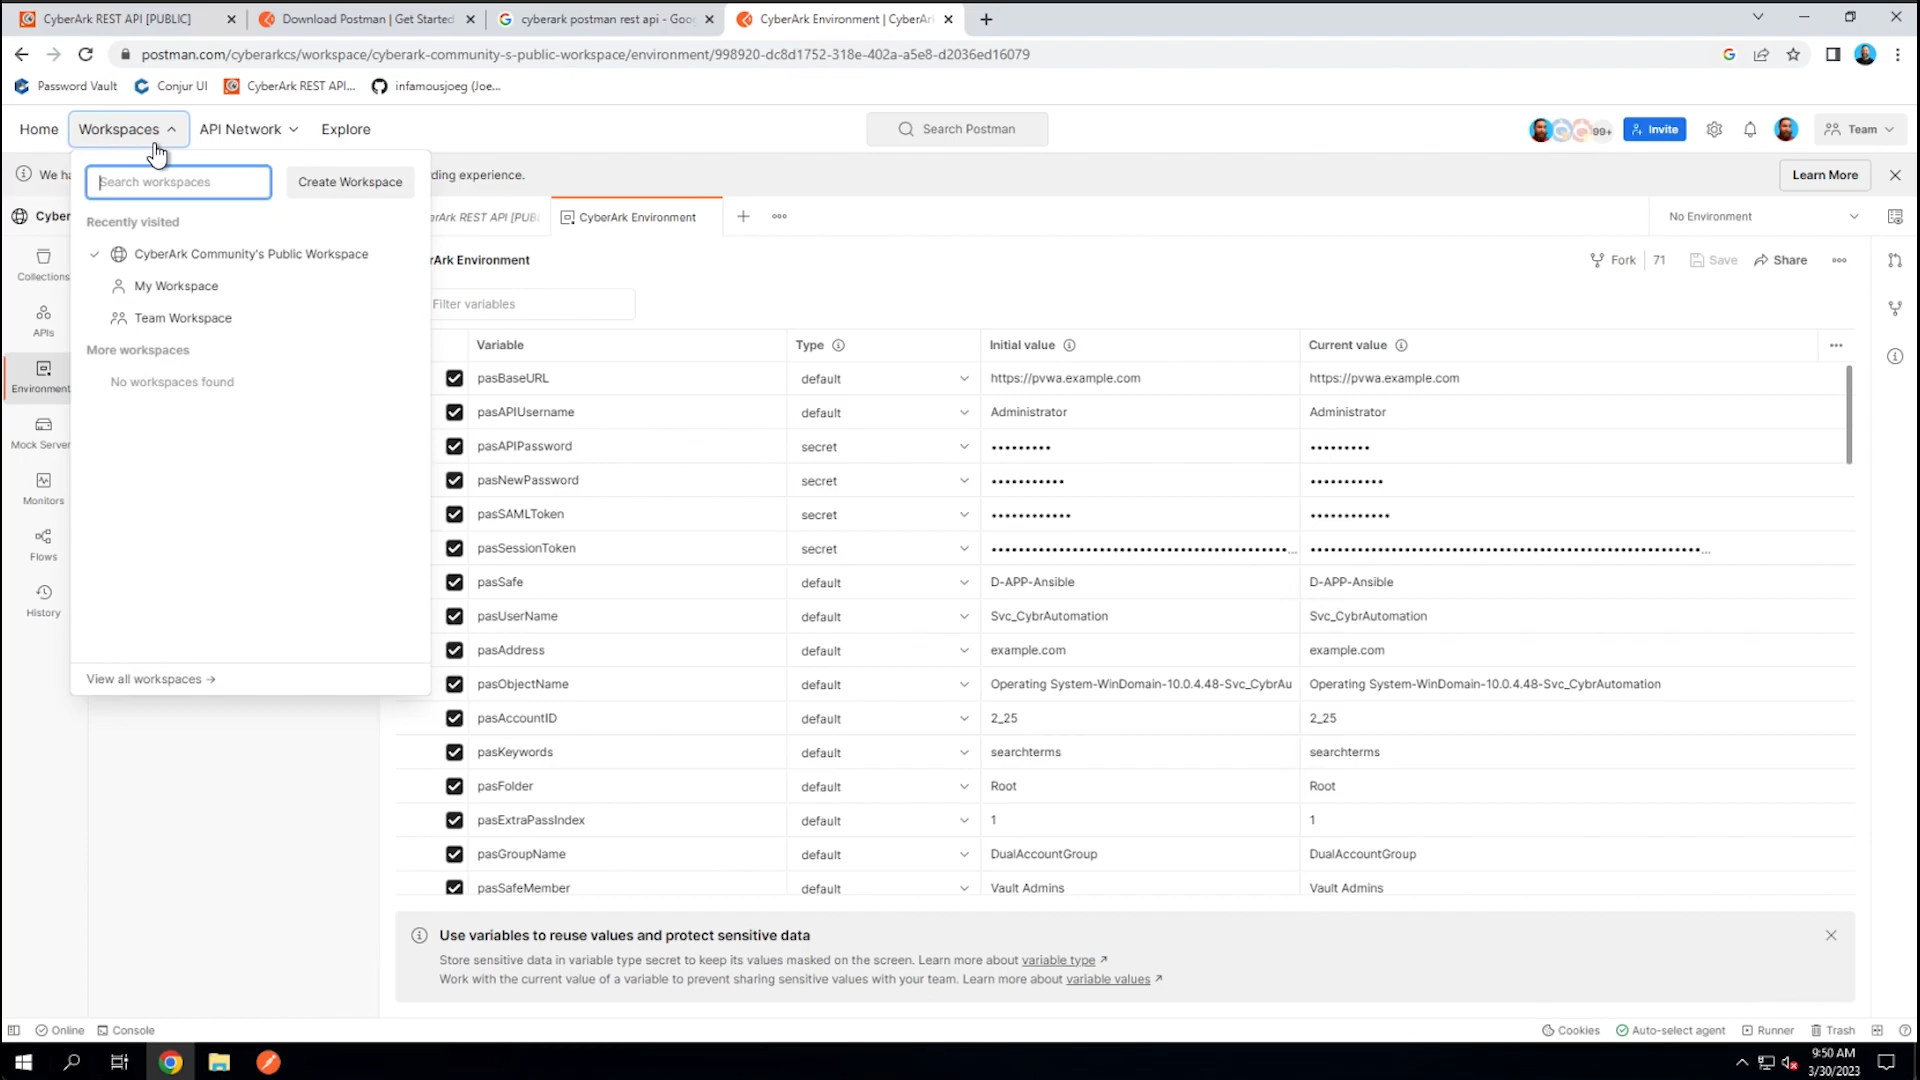 CyberArk REST API [PUBLIC]
Download Postman | Get Started
cyberark postman rest api - Goo
CyberArk Environment | CyberAr
postman.com/cyberarkcs/workspace/cyberark-community-s-public-workspace/environment/998920-dc8d1752-318e-402a-a5e8-d2036ed16079
Password Vault
Conjur UI
CyberArk REST API...
infamousjoeg (Joe...
Home
Workspaces
API Network
Explore
Search Postman
99+
Invite
Team
We ha
rding experience.
Learn More
Search workspaces
Create Workspace
Recently visited
CyberArk Community's Public Workspace
My Workspace
Team Workspace
More workspaces
No workspaces found
View all workspaces →
Cyber
Collections
APIs
Environment
Mock Server
Monitors
Flows
History
erArk REST API [PUB
CyberArk Environment
No Environment
rArk Environment
Fork 71
Save
Share
Filter variables
Variable Type Initial value Current value
pasBaseURL default https://pvwa.example.com https://pvwa.example.com
pasAPIUsername default Administrator Administrator
pasAPIPassword secret ••••••••• •••••••••
pasNewPassword secret ••••••••••• •••••••••••
pasSAMLToken secret •••••••••••• ••••••••••••
pasSessionToken secret
pasSafe default D-APP-Ansible D-APP-Ansible
pasUserName default Svc_CybrAutomation Svc_CybrAutomation
pasAddress default example.com example.com
pasObjectName default Operating System-WinDomain-10.0.4.48-Svc_CybrAu Operating System-WinDomain-10.0.4.48-Svc_CybrAutomation
pasAccountID default 2_25 2_25
pasKeywords default searchterms searchterms
pasFolder default Root Root
pasExtraPassIndex default 1 1
pasGroupName default DualAccountGroup DualAccountGroup
pasSafeMember default Vault Admins Vault Admins
Use variables to reuse values and protect sensitive data
Store sensitive data in variable type secret to keep its values masked on the screen. Learn more about variable type ↗
Work with the current value of a variable to prevent sharing sensitive values with your team. Learn more about variable values ↗
Online
Console
Cookies
Auto-select agent
Runner
Trash
9:50 AM
3/30/2023